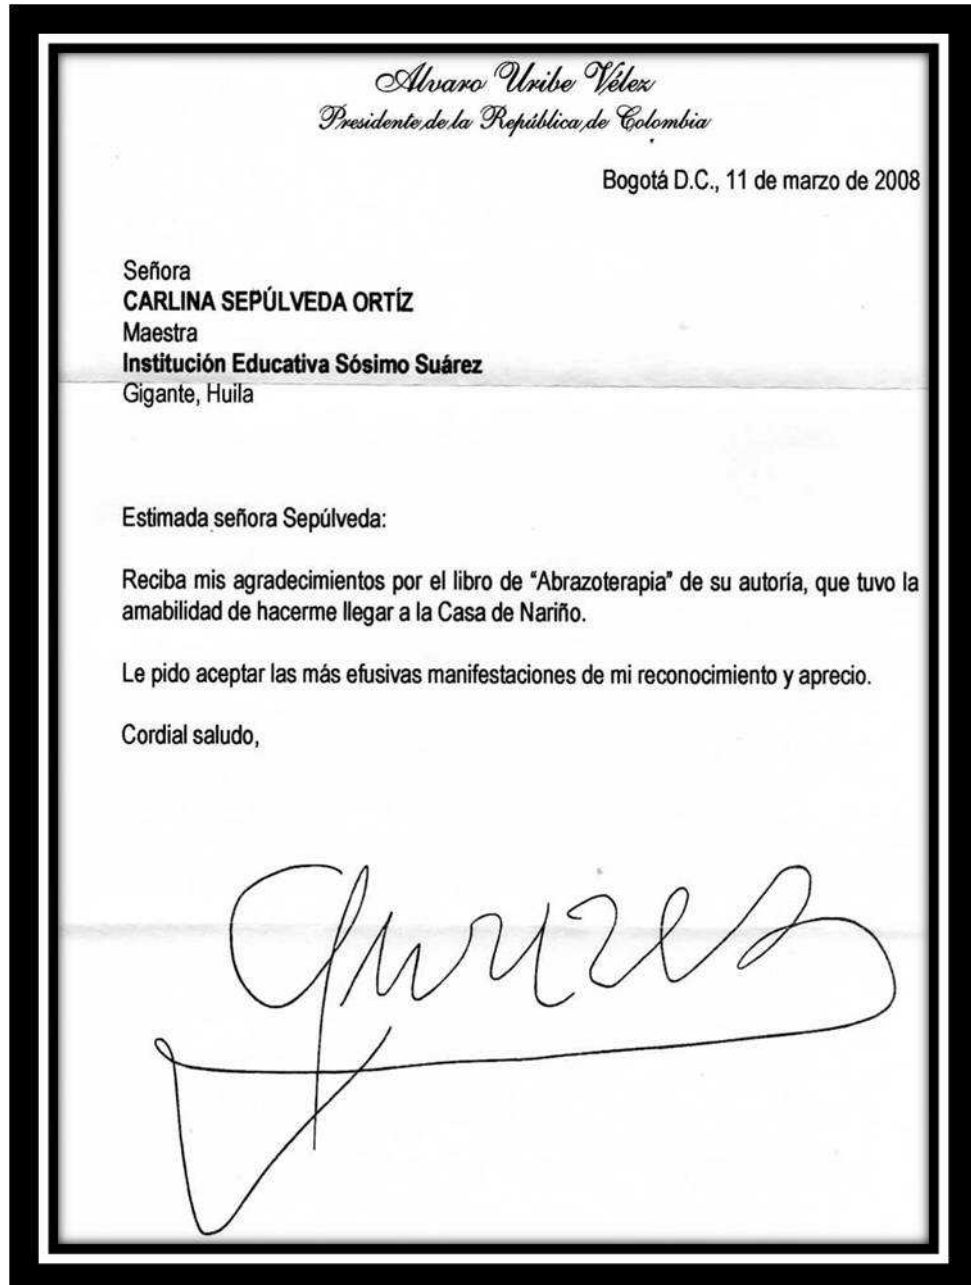 Alvaro Uribe Vélez
Presidente de la República de Colombia
Bogotá D.C., 11 de marzo de 2008
Señora
CARLINA SEPÚLVEDA ORTÍZ
Maestra
Institución Educativa Sósimo Suárez
Gigante, Huila
Estimada señora Sepúlveda:
Reciba mis agradecimientos por el libro de “Abrazoterapia” de su autoría, que tuvo la
amabilidad de hacerme llegar a la Casa de Nariño.
Le pido aceptar las más efusivas manifestaciones de mi reconocimiento y aprecio.
Cordial saludo,